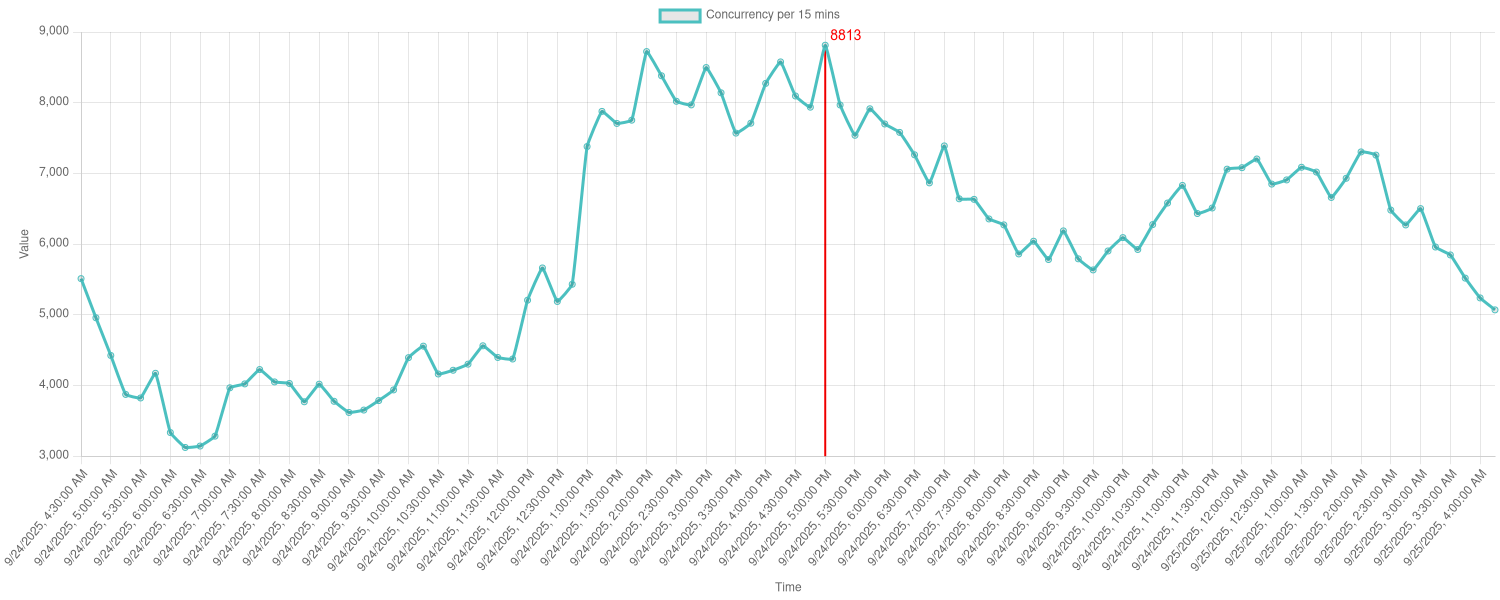 Concurrency per 15 mins
8813
9,000
8,000
7,000
6,000
5,000
4,000
3,000
Value
9/24/2025, 4:30:00 AM
9/24/2025, 5:00:00 AM
9/24/2025, 5:30:00 AM
9/24/2025, 6:00:00 AM
9/24/2025, 6:30:00 AM
9/24/2025, 7:00:00 AM
9/24/2025, 7:30:00 AM
9/24/2025, 8:00:00 AM
9/24/2025, 8:30:00 AM
9/24/2025, 9:00:00 AM
9/24/2025, 9:30:00 AM
9/24/2025, 10:00:00 AM
9/24/2025, 10:30:00 AM
9/24/2025, 11:00:00 AM
9/24/2025, 11:30:00 AM
9/24/2025, 12:00:00 PM
9/24/2025, 12:30:00 PM
9/24/2025, 1:00:00 PM
9/24/2025, 1:30:00 PM
9/24/2025, 2:00:00 PM
9/24/2025, 2:30:00 PM
9/24/2025, 3:00:00 PM
9/24/2025, 3:30:00 PM
9/24/2025, 4:00:00 PM
9/24/2025, 4:30:00 PM
9/24/2025, 5:00:00 PM
9/24/2025, 5:30:00 PM
9/24/2025, 6:00:00 PM
9/24/2025, 6:30:00 PM
9/24/2025, 7:00:00 PM
9/24/2025, 7:30:00 PM
9/24/2025, 8:00:00 PM
9/24/2025, 8:30:00 PM
9/24/2025, 9:00:00 PM
9/24/2025, 9:30:00 PM
9/24/2025, 10:00:00 PM
9/24/2025, 10:30:00 PM
9/24/2025, 11:00:00 PM
9/24/2025, 11:30:00 PM
9/25/2025, 12:00:00 AM
9/25/2025, 12:30:00 AM
9/25/2025, 1:00:00 AM
9/25/2025, 1:30:00 AM
9/25/2025, 2:00:00 AM
9/25/2025, 2:30:00 AM
9/25/2025, 3:00:00 AM
9/25/2025, 3:30:00 AM
9/25/2025, 4:00:00 AM
Time